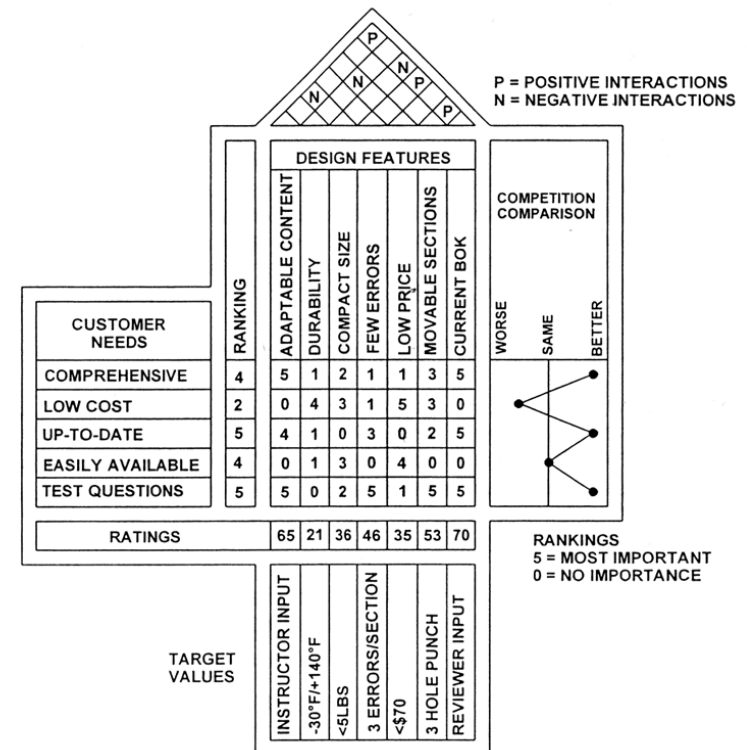 P
N
N
P
N
P
P = POSITIVE INTERACTIONS
N = NEGATIVE INTERACTIONS
DESIGN FEATURES
COMPETITION
COMPARISON
CUSTOMER
NEEDS
RANKING
ADAPTABLE CONTENT
DURABILITY
COMPACT SIZE
FEW ERRORS
LOW PRICE
MOVABLE SECTIONS
CURRENT BOK
WORSE
SAME
BETTER
COMPREHENSIVE 4 5 1 2 1 1 3 5
LOW COST 2 0 4 3 1 5 3 0
UP-TO-DATE 5 4 1 0 3 0 2 5
EASILY AVAILABLE 4 0 1 3 0 4 0 0
TEST QUESTIONS 5 5 0 2 5 1 5 5
RATINGS 65 21 36 46 35 53 70
RANKINGS
5 = MOST IMPORTANT
0 = NO IMPORTANCE
TARGET
VALUES
INSTRUCTOR INPUT
-30°F/+140°F
<5LBS
3 ERRORS/SECTION
<$70
3 HOLE PUNCH
REVIEWER INPUT